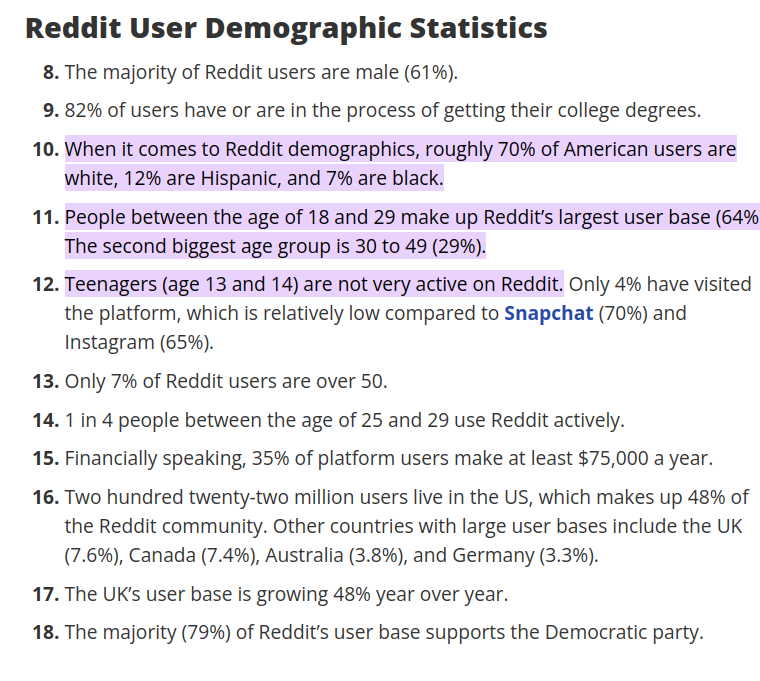 Reddit User Demographic Statistics
8. The majority of Reddit users are male (61%).
9. 82% of users have or are in the process of getting their college degrees.
10. When it comes to Reddit demographics, roughly 70% of American users are
white, 12% are Hispanic, and 7% are black.
11. People between the age of 18 and 29 make up Reddit’s largest user base (64%
The second biggest age group is 30 to 49 (29%).
12. Teenagers (age 13 and 14) are not very active on Reddit. Only 4% have visited
the platform, which is relatively low compared to Snapchat (70%) and
Instagram (65%).
13. Only 7% of Reddit users are over 50.
14. 1 in 4 people between the age of 25 and 29 use Reddit actively.
15. Financially speaking, 35% of platform users make at least $75,000 a year.
16. Two hundred twenty-two million users live in the US, which makes up 48% of
the Reddit community. Other countries with large user bases include the UK
(7.6%), Canada (7.4%), Australia (3.8%), and Germany (3.3%).
17. The UK’s user base is growing 48% year over year.
18. The majority (79%) of Reddit’s user base supports the Democratic party.